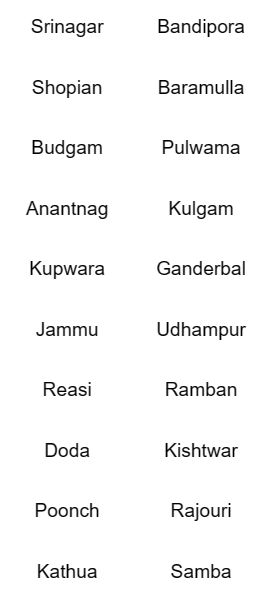 Srinagar Bandipora
Shopian Baramulla
Budgam Pulwama
Anantnag Kulgam
Kupwara Ganderbal
Jammu Udhampur
Reasi Ramban
Doda Kishtwar
Poonch Rajouri
Kathua Samba